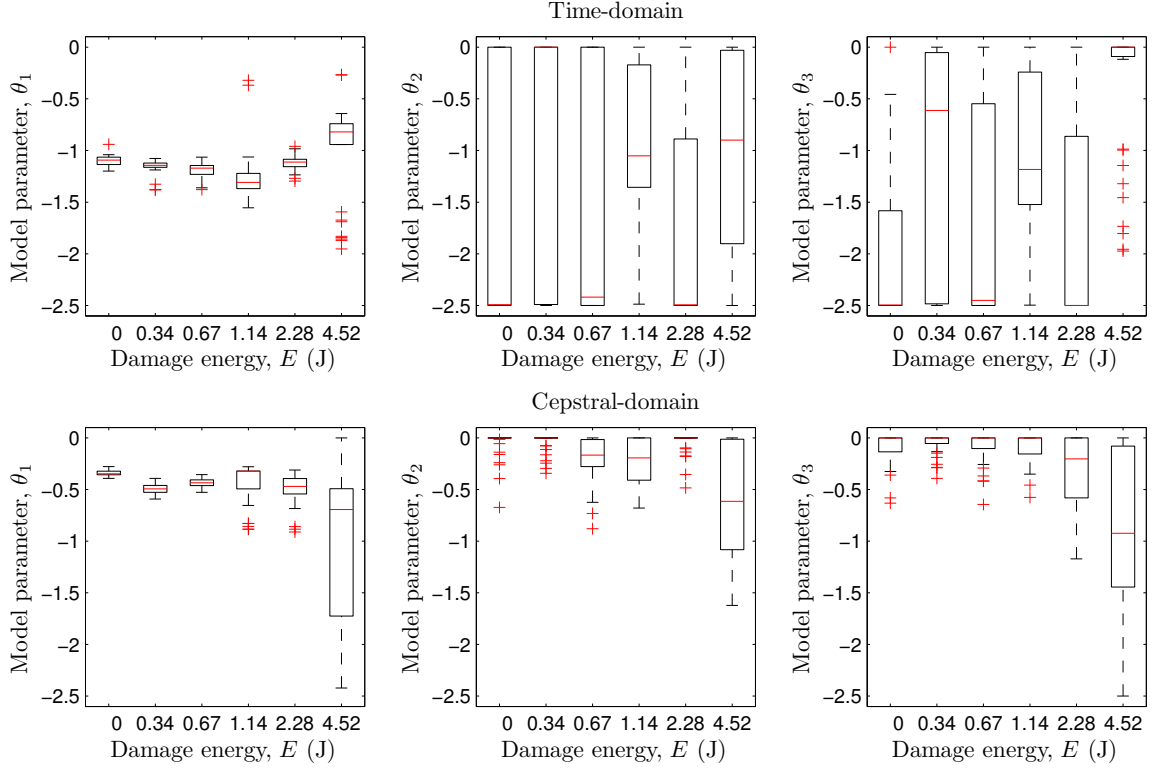 Time-domain
Model parameter, θ1
0
−0.5
−1
−1.5
−2
−2.5
0 0.34 0.67 1.14 2.28 4.52
Damage energy, E (J)
Model parameter, θ2
0
−0.5
−1
−1.5
−2
−2.5
0 0.34 0.67 1.14 2.28 4.52
Damage energy, E (J)
Model parameter, θ3
0
−0.5
−1
−1.5
−2
−2.5
0 0.34 0.67 1.14 2.28 4.52
Damage energy, E (J)
Cepstral-domain
Model parameter, θ1
0
−0.5
−1
−1.5
−2
−2.5
0 0.34 0.67 1.14 2.28 4.52
Damage energy, E (J)
Model parameter, θ2
0
−0.5
−1
−1.5
−2
−2.5
0 0.34 0.67 1.14 2.28 4.52
Damage energy, E (J)
Model parameter, θ3
0
−0.5
−1
−1.5
−2
−2.5
0 0.34 0.67 1.14 2.28 4.52
Damage energy, E (J)